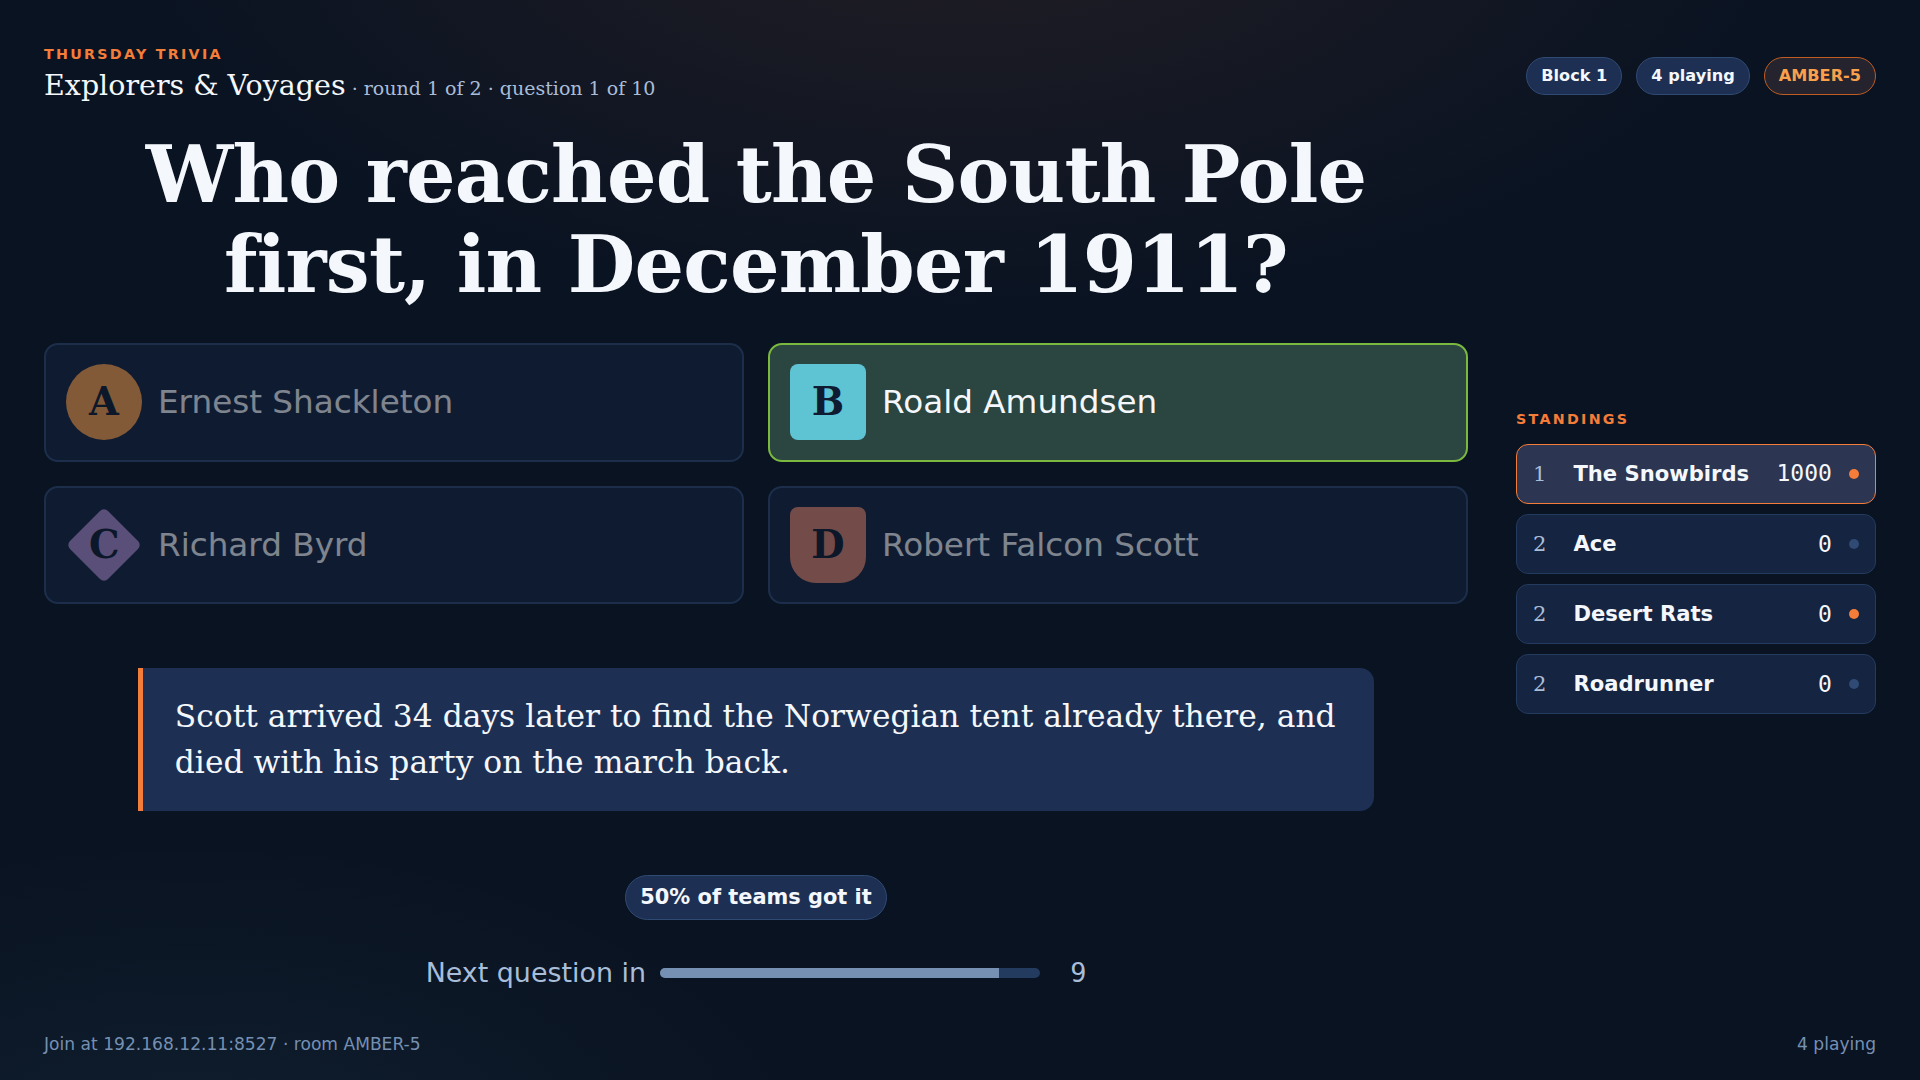 THURSDAY TRIVIA
Explorers & Voyages · round 1 of 2 · question 1 of 10
Block 1
4 playing
AMBER-5
Who reached the South Pole
first, in December 1911?
A Ernest Shackleton
B Roald Amundsen
C Richard Byrd
D Robert Falcon Scott
Scott arrived 34 days later to find the Norwegian tent already there, and
died with his party on the march back.
50% of teams got it
Next question in 9
STANDINGS
1 The Snowbirds 1000
2 Ace 0
2 Desert Rats 0
2 Roadrunner 0
Join at 192.168.12.11:8527 · room AMBER-5
4 playing